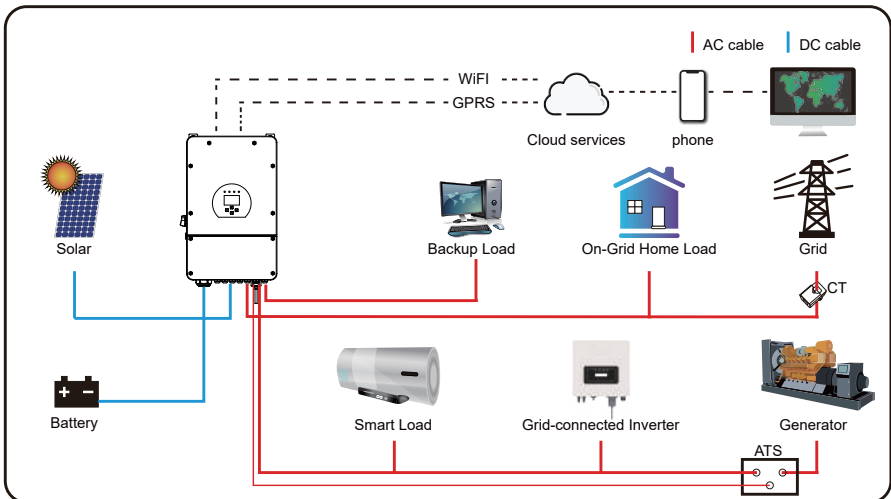 AC cable
DC cable
WiFI
GPRS
Cloud services
phone
Solar
Backup Load
On-Grid Home Load
Grid
CT
Battery
Smart Load
Grid-connected Inverter
Generator
ATS